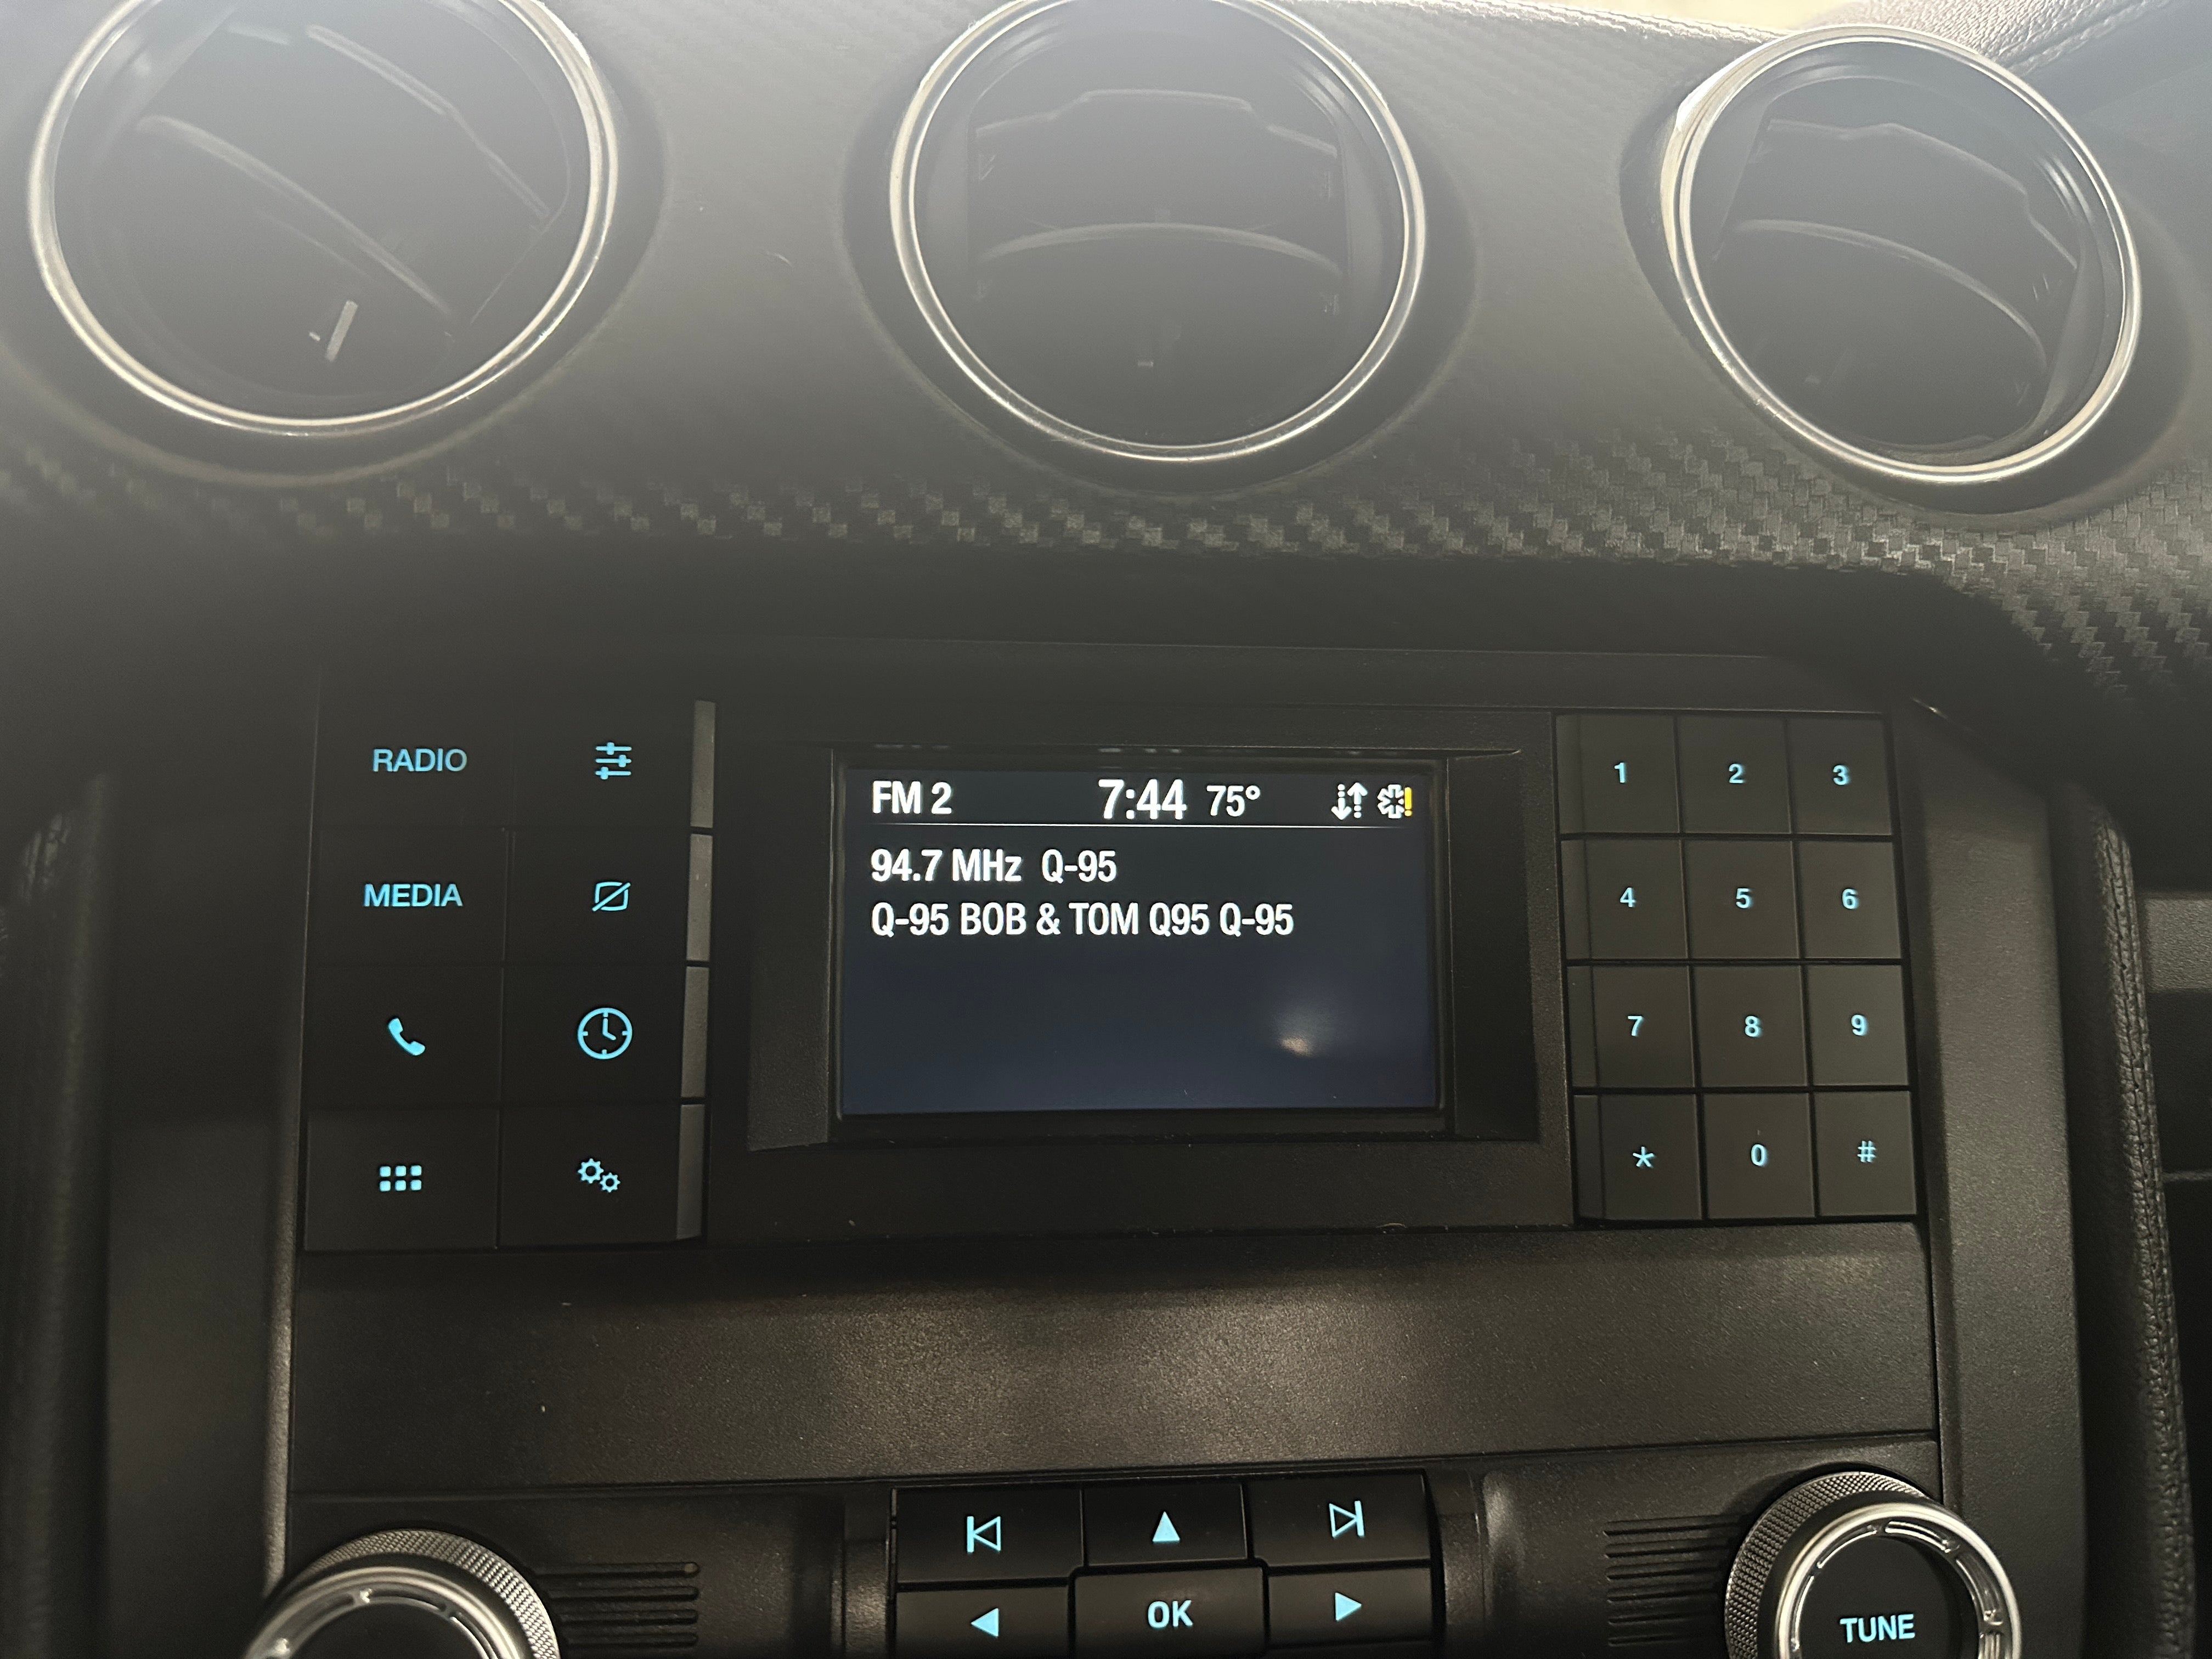 RADIO
MEDIA
FM 2 7:44 75°
94.7 MHz Q-95
Q-95 BOB & TOM Q95 Q-95
1 2 3
4 5 6
7 8 9
* 0 #
OK
TUNE